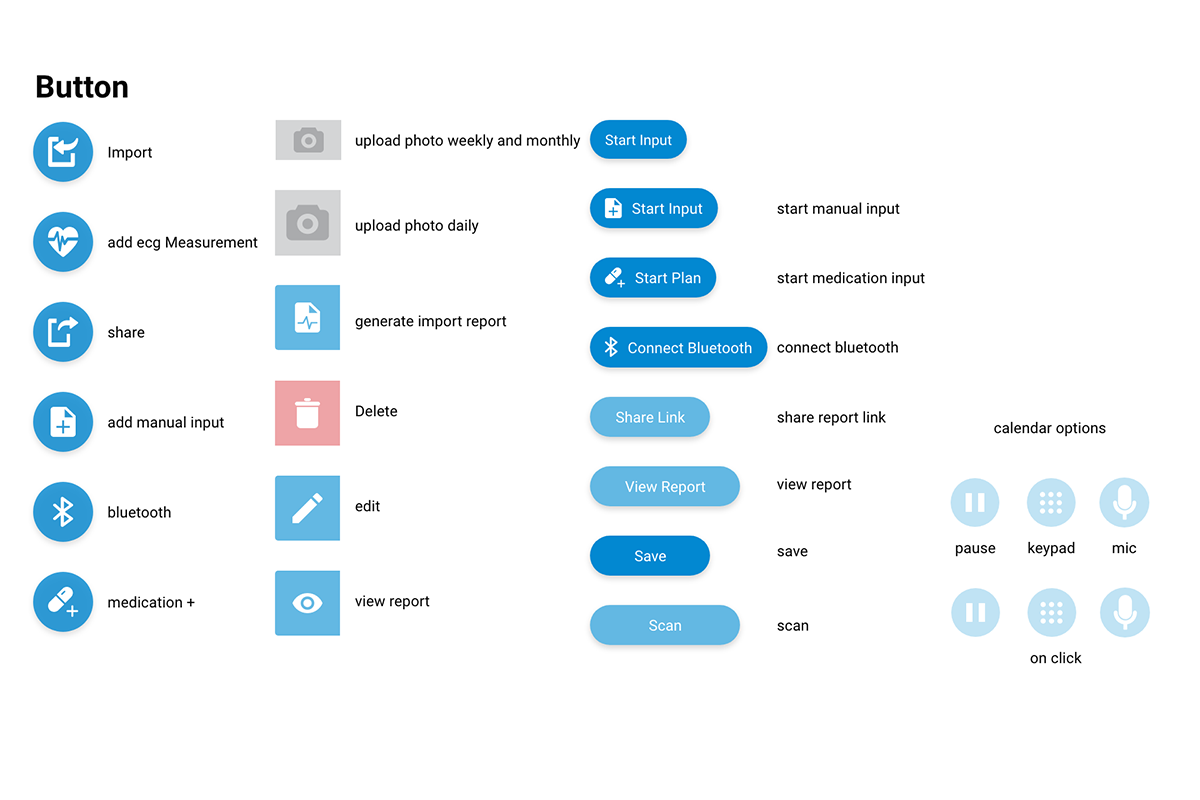 Button
Import
add ecg Measurement
share
add manual input
bluetooth
medication +
upload photo weekly and monthly
upload photo daily
generate import report
Delete
edit
view report
Start Input
Start Input
start manual input
Start Plan
start medication input
Connect Bluetooth
connect bluetooth
Share Link
share report link
View Report
view report
Save
save
Scan
scan
calendar options
pause
keypad
mic
on click